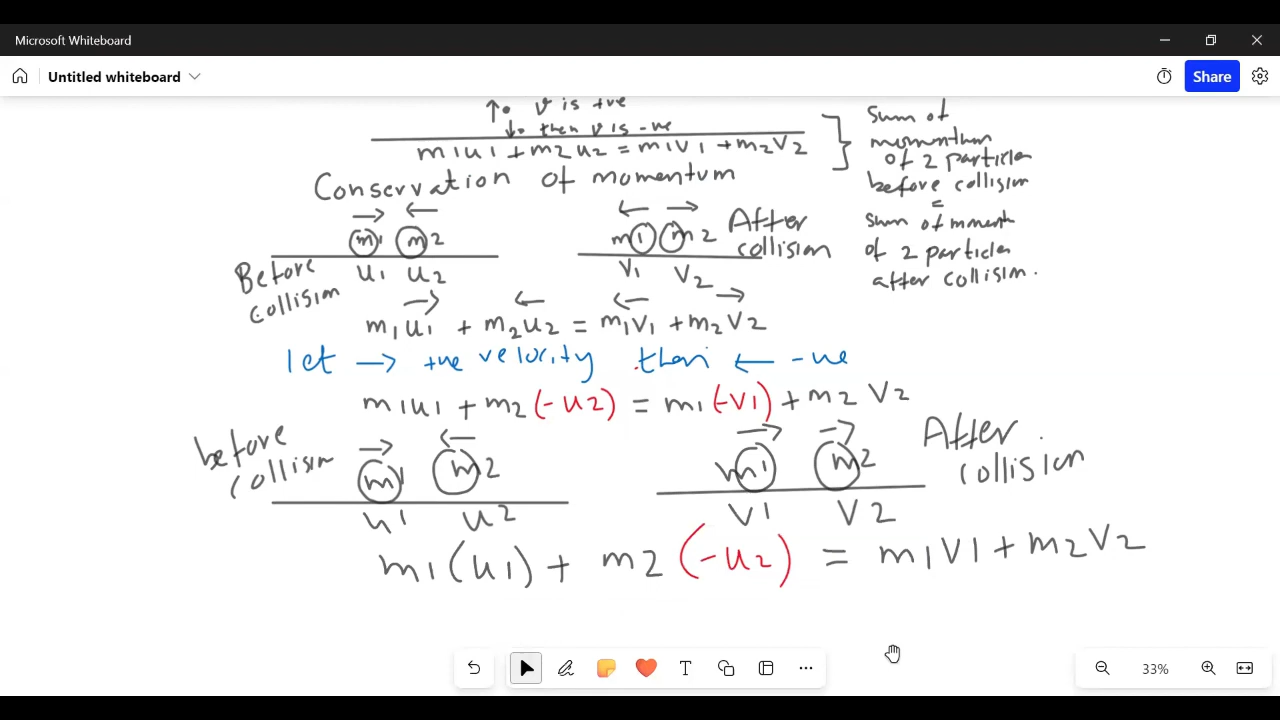 Microsoft Whiteboard
Untitled whiteboard
Share
↑ v is +ve
↓ then v is -ve
m1u1 + m2u2 = m1v1 + m2v2
Conservation of momentum
sum of
momenthm
of 2 particles
before collision
=
sum of
of 2 particles
after collision.
→ ←
m1 m2
u1 u2
Before
collision
← →
m1 m2
v1 v2
After
collision
→ ← ← →
m1u1 + m2u2 = m1v1 + m2v2
let → +ve velocity then ← -ve
m1u1 + m2(-u2) = m1(-v1) + m2v2
before
collision
→ ←
m1 m2
u1 u2
→ →
m1 m2
v1 v2
After
collision
m1(u1) + m2(-u2) = m1v1 + m2v2
33%